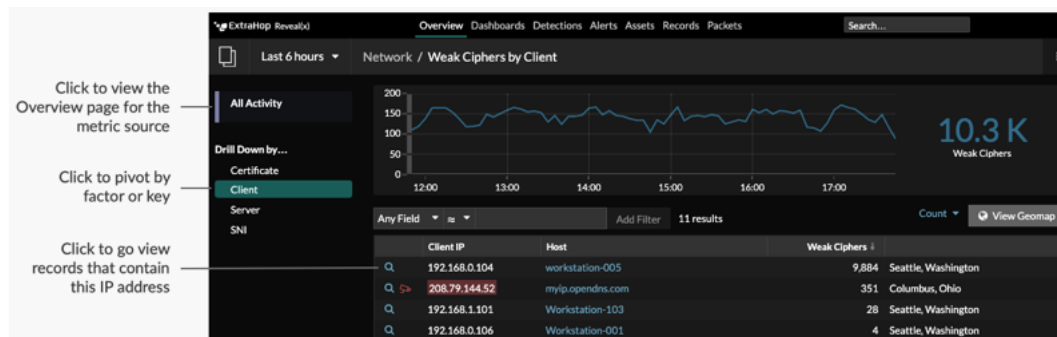 ExtraHop Reveal(x)
Overview Dashboards Detections Alerts Assets Records Packets
Search...
Last 6 hours
Network / Weak Ciphers by Client
Click to view the
Overview page for the
metric source
All Activity
Drill Down by...
Certificate
Click to pivot by
factor or key
Client
Server
SNI
200
150
100
50
0
12:00 13:00 14:00 15:00 16:00 17:00
10.3 K
Weak Ciphers
Any Field ≈ Add Filter 11 results Count View Geomap
Click to go view
records that contain
this IP address
Client IP Host Weak Ciphers ↓
192.168.0.104 workstation-005 9,884 Seattle, Washington
208.79.144.52 myip.opendns.com 351 Columbus, Ohio
192.168.1.101 Workstation-103 28 Seattle, Washington
192.168.0.106 Workstation-001 4 Seattle, Washington